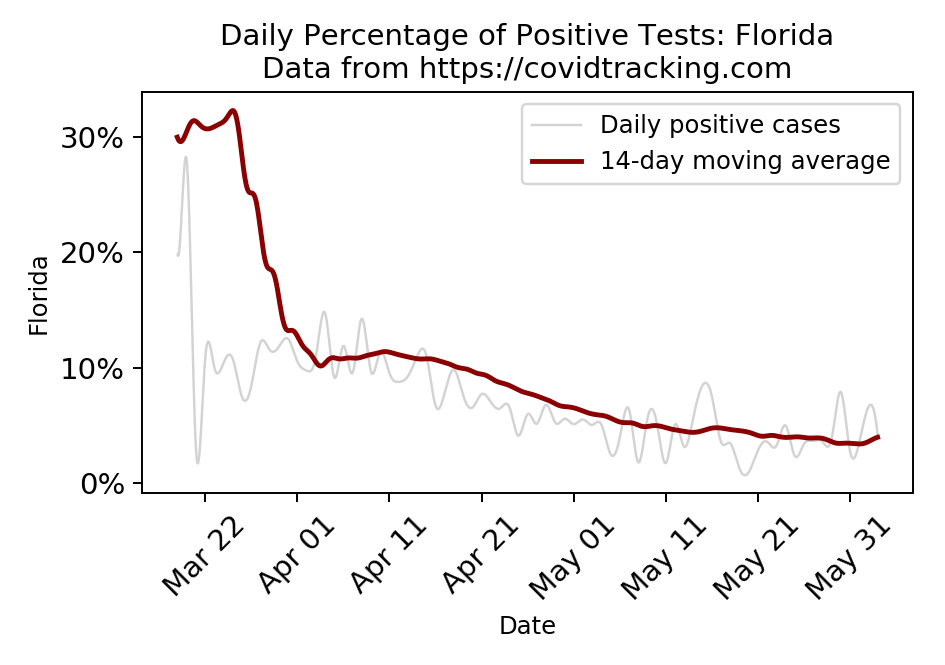 Daily Percentage of Positive Tests: Florida
Data from https://covidtracking.com
Daily positive cases
14-day moving average
30%
20%
10%
0%
Florida
Mar 22
Apr 01
Apr 11
Apr 21
May 01
May 11
May 21
May 31
Date